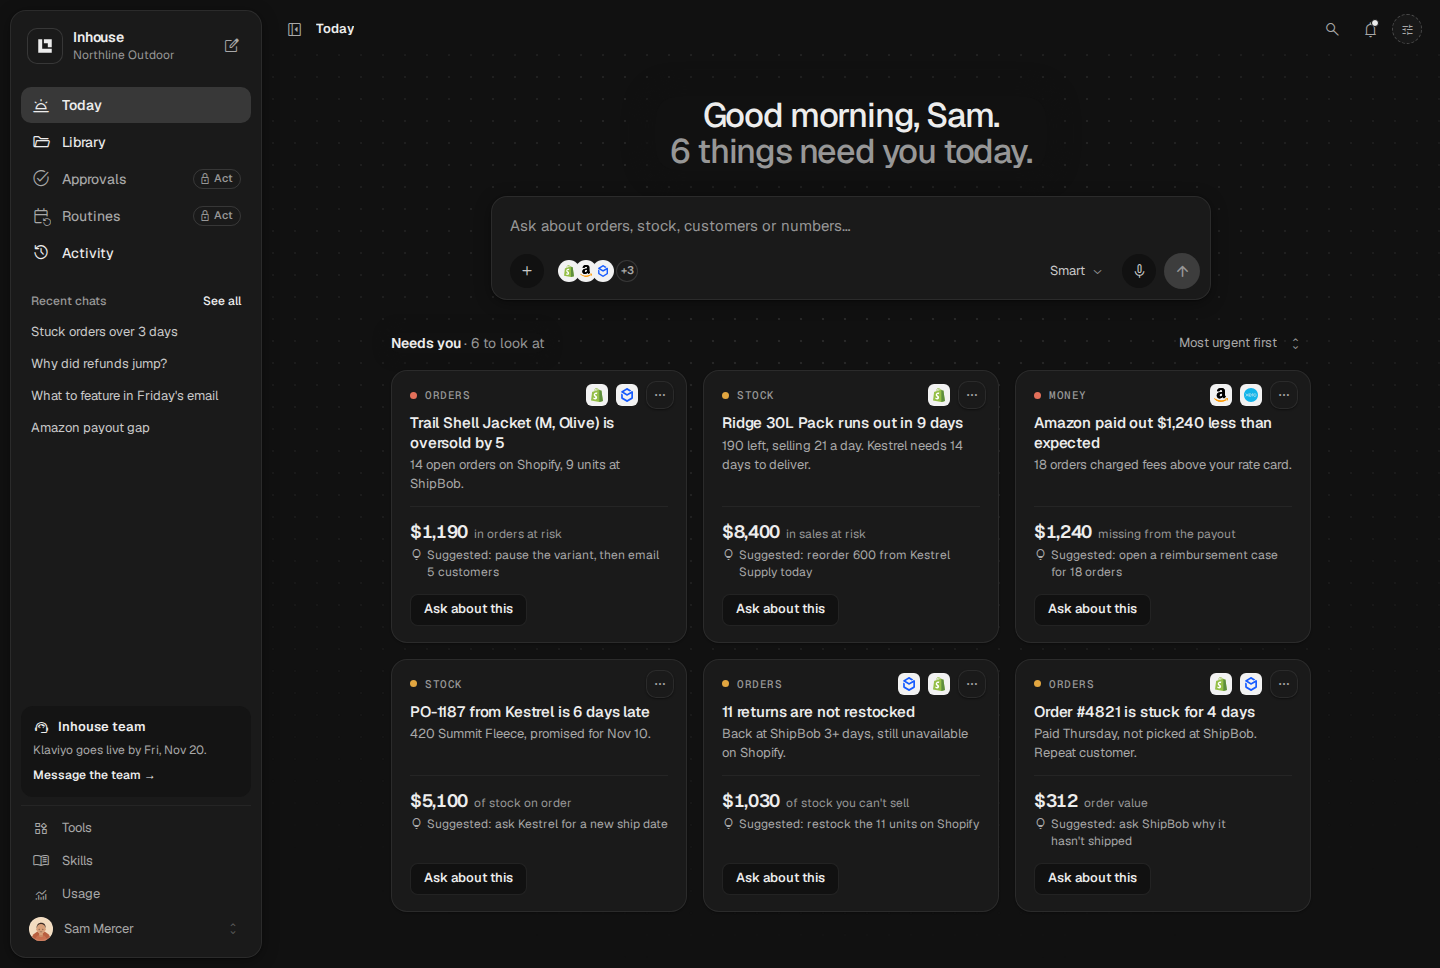 Inhouse
Northline Outdoor
Today
Library
Approvals
Act
Routines
Act
Activity
Recent chats
See all
Stuck orders over 3 days
Why did refunds jump?
What to feature in Friday's email
Amazon payout gap
Inhouse team
Klaviyo goes live by Fri, Nov 20.
Message the team →
Tools
Skills
Usage
Sam Mercer
Today
Good morning, Sam.
6 things need you today.
Ask about orders, stock, customers or numbers...
+3
Smart
Needs you · 6 to look at
Most urgent first
ORDERS
Trail Shell Jacket (M, Olive) is
oversold by 5
14 open orders on Shopify, 9 units at
ShipBob.
$1,190 in orders at risk
Suggested: pause the variant, then email
5 customers
Ask about this
STOCK
Ridge 30L Pack runs out in 9 days
190 left, selling 21 a day. Kestrel needs 14
days to deliver.
$8,400 in sales at risk
Suggested: reorder 600 from Kestrel
Supply today
Ask about this
MONEY
Amazon paid out $1,240 less than
expected
18 orders charged fees above your rate card.
$1,240 missing from the payout
Suggested: open a reimbursement case
for 18 orders
Ask about this
STOCK
PO-1187 from Kestrel is 6 days late
420 Summit Fleece, promised for Nov 10.
$5,100 of stock on order
Suggested: ask Kestrel for a new ship date
Ask about this
ORDERS
11 returns are not restocked
Back at ShipBob 3+ days, still unavailable
on Shopify.
$1,030 of stock you can't sell
Suggested: restock the 11 units on Shopify
Ask about this
ORDERS
Order #4821 is stuck for 4 days
Paid Thursday, not picked at ShipBob.
Repeat customer.
$312 order value
Suggested: ask ShipBob why it
hasn't shipped
Ask about this